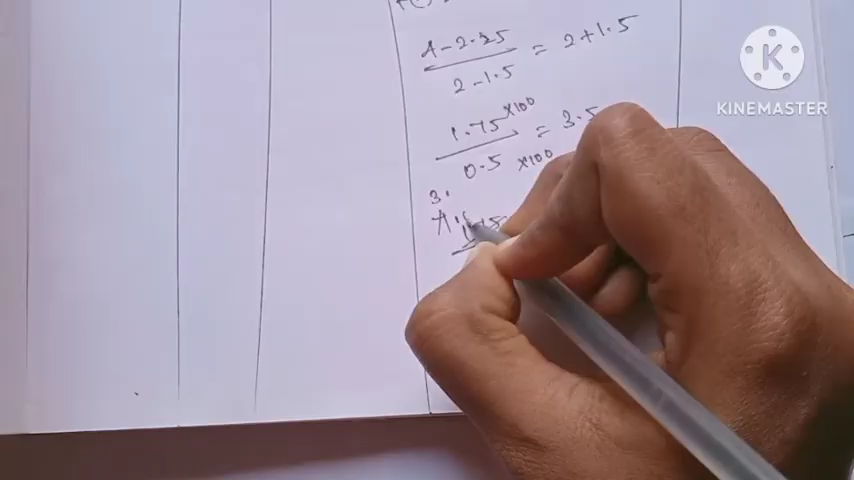 4-2.25 / 2-1.5 = 2+1.5
1.75×100 / 0.5 ×100 = 3.5
3.
KINEMASTER